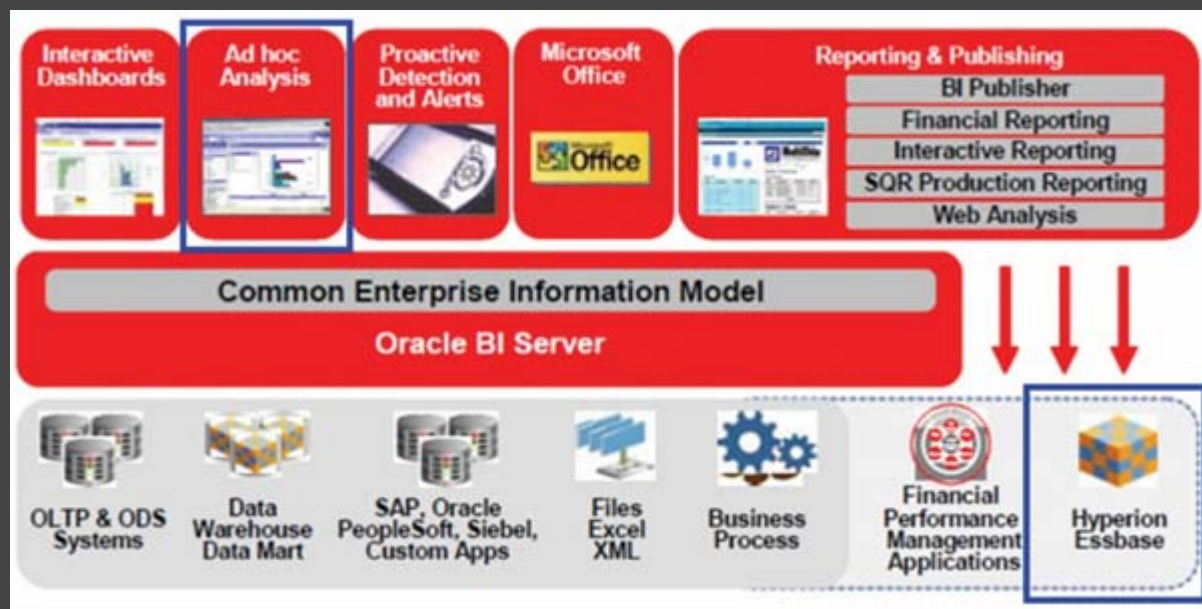 Interactive
Dashboards
Ad hoc
Analysis
Proactive
Detection
and Alerts
Microsoft
Office
Microsoft
Office
Reporting & Publishing
BI Publisher
Financial Reporting
Interactive Reporting
SQR Production Reporting
Web Analysis
Common Enterprise Information Model
Oracle BI Server
OLTP & ODS
Systems
Data
Warehouse
Data Mart
SAP, Oracle
PeopleSoft, Siebel,
Custom Apps
Files
Excel
XML
Business
Process
Financial
Performance
Management
Applications
Hyperion
Essbase